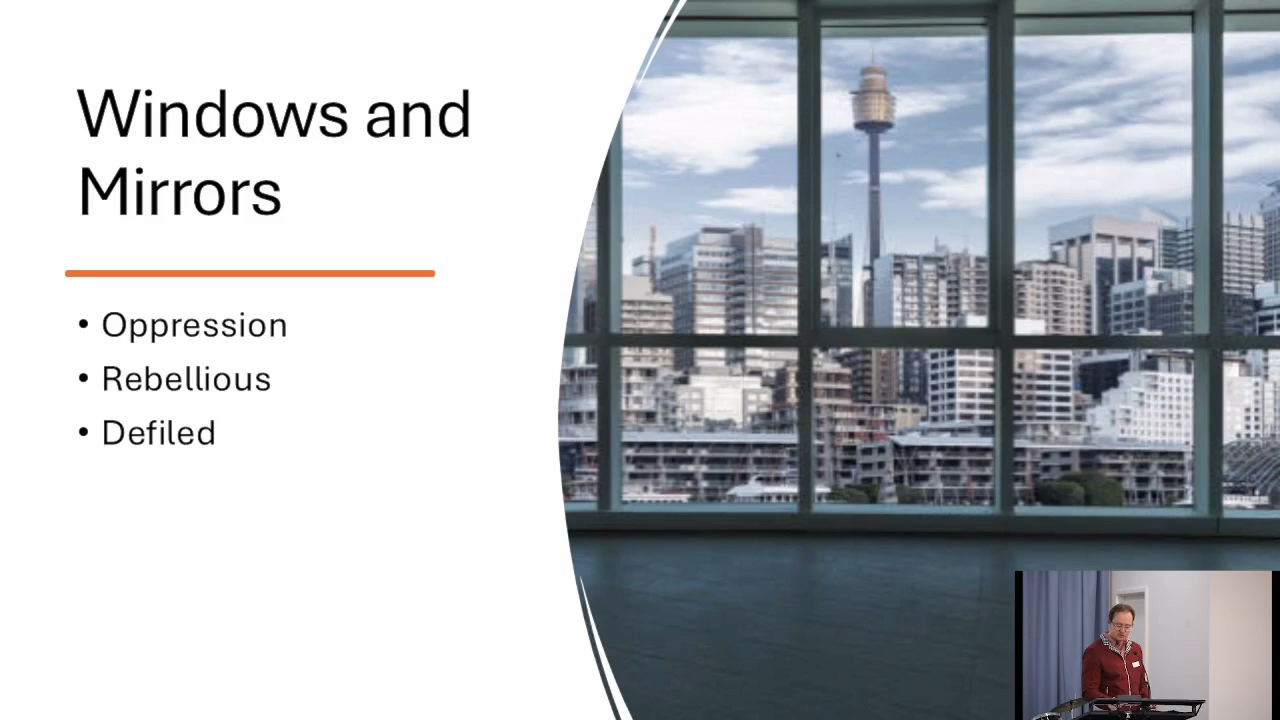 Windows and
Mirrors
• Oppression
• Rebellious
• Defiled